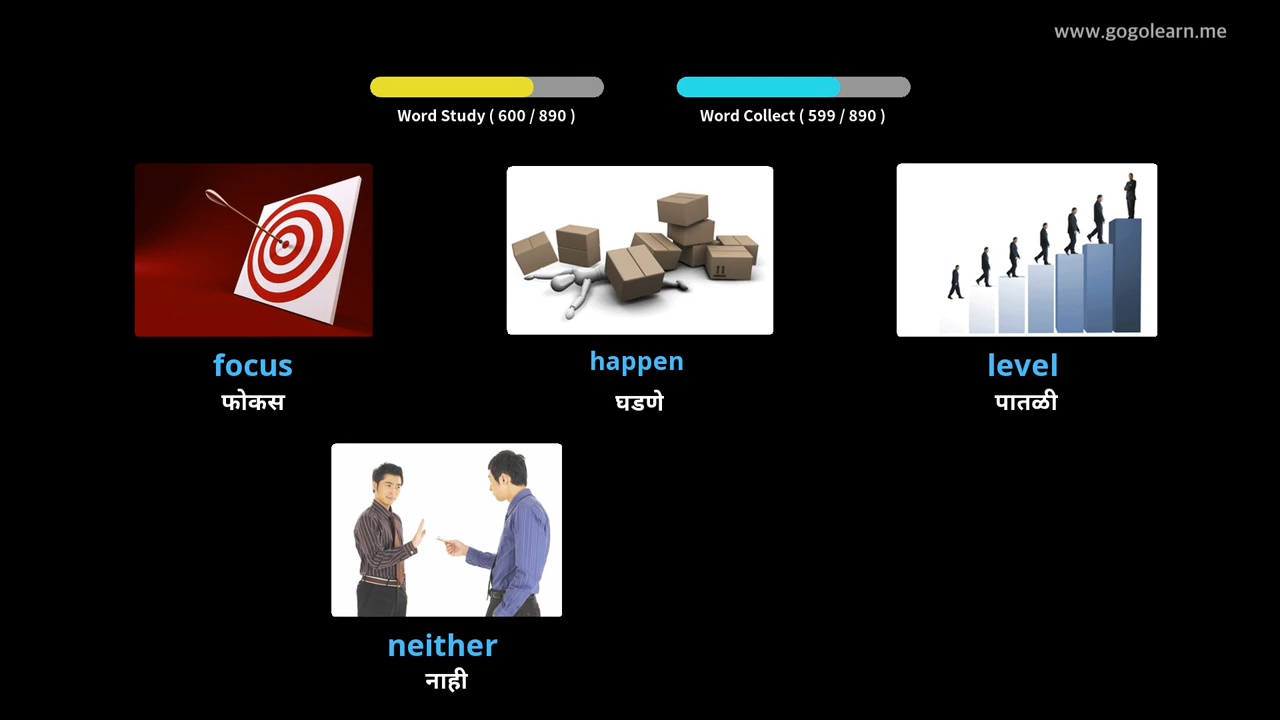 www.gogolearn.me
Word Study ( 600 / 890 )
Word Collect ( 599 / 890 )
focus
फोकस
happen
घडणे
level
पातळी
neither
नाही